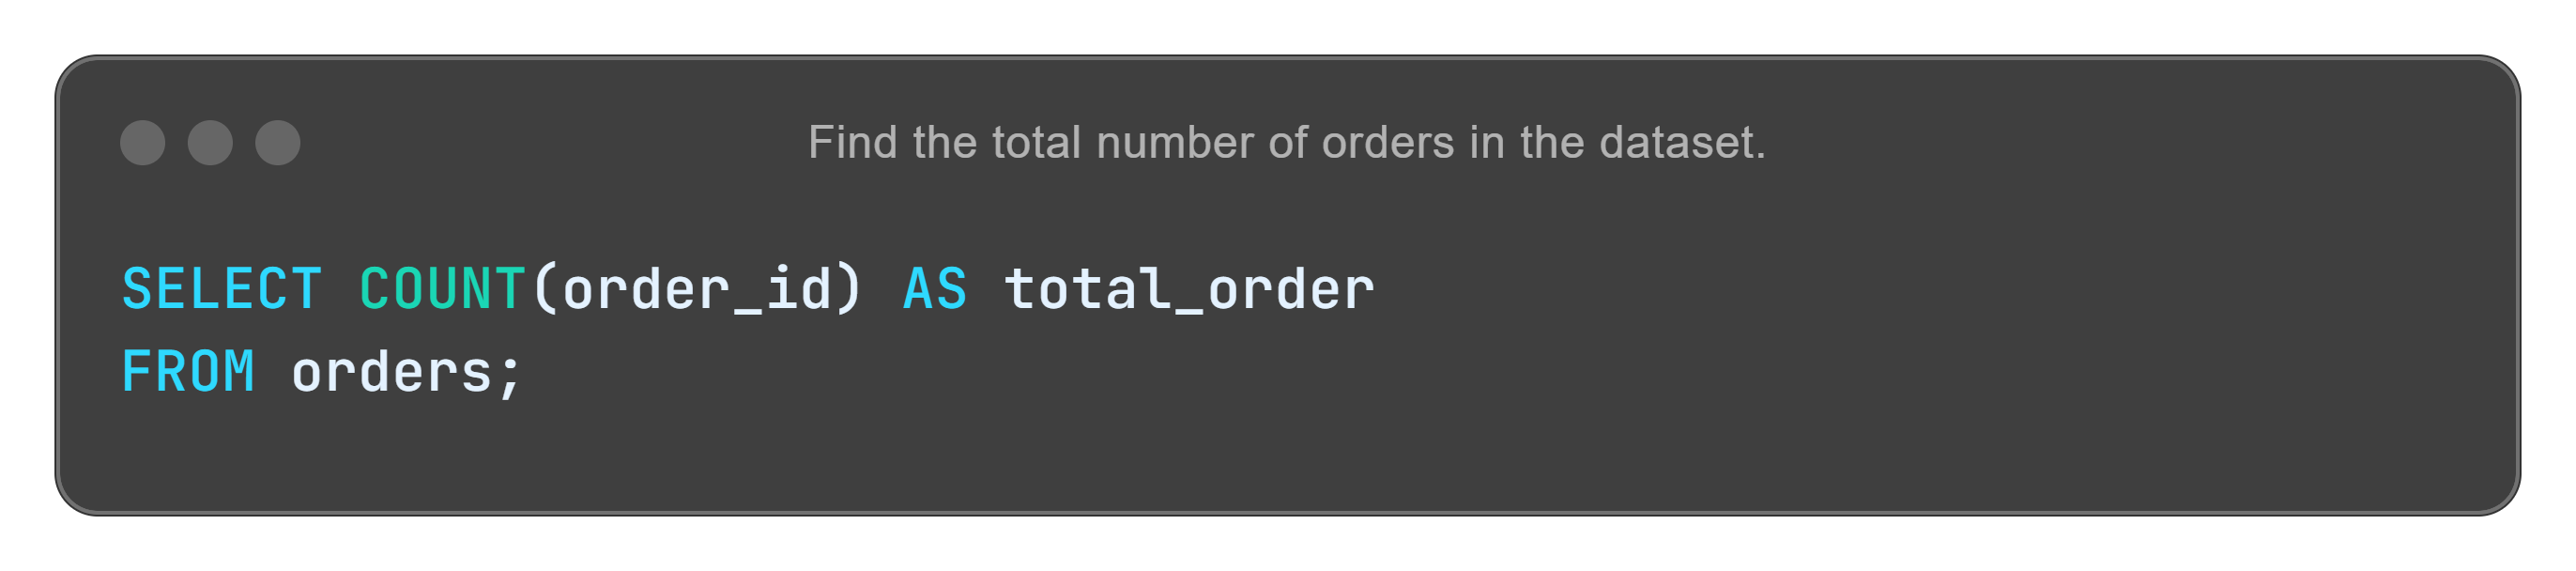 Find the total number of orders in the dataset.
SELECT COUNT(order_id) AS total_order
FROM orders;